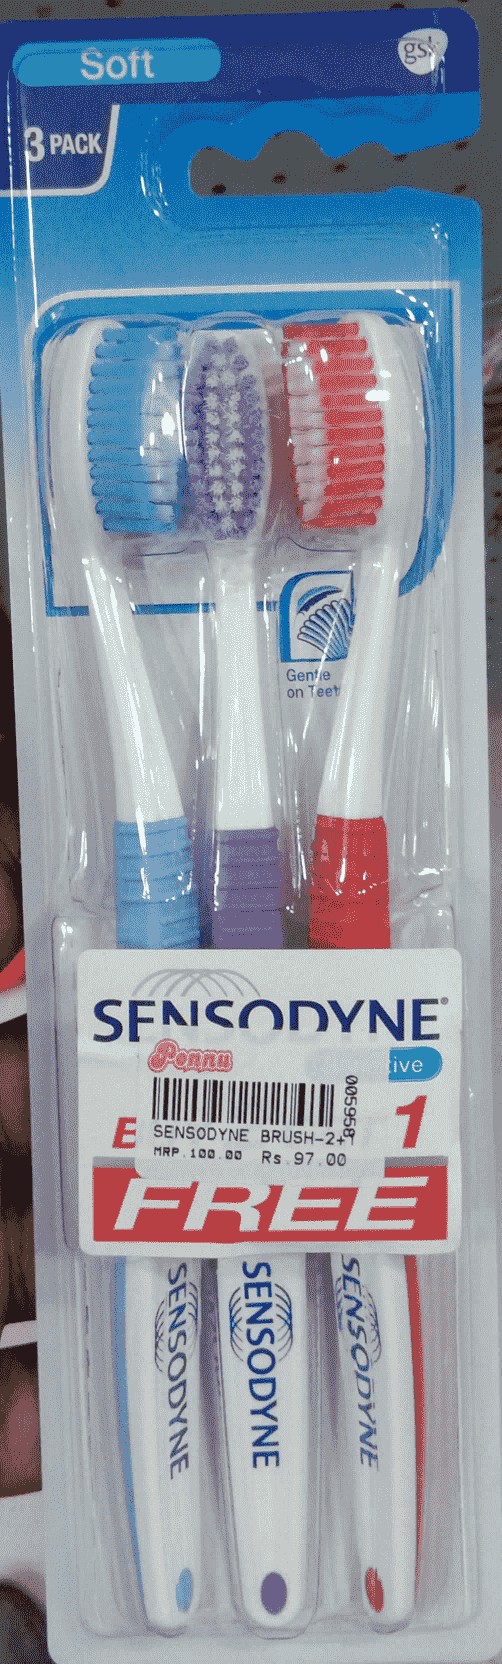 Soft
gsk
3 PACK
Gentle
on Teeth
SENSODYNE®
Ponnu
005958
SENSODYNE BRUSH-2+1
MRP.100.00 Rs.97.00
1
FREE
SENSODYNE
SENSODYNE
SENSODYNE